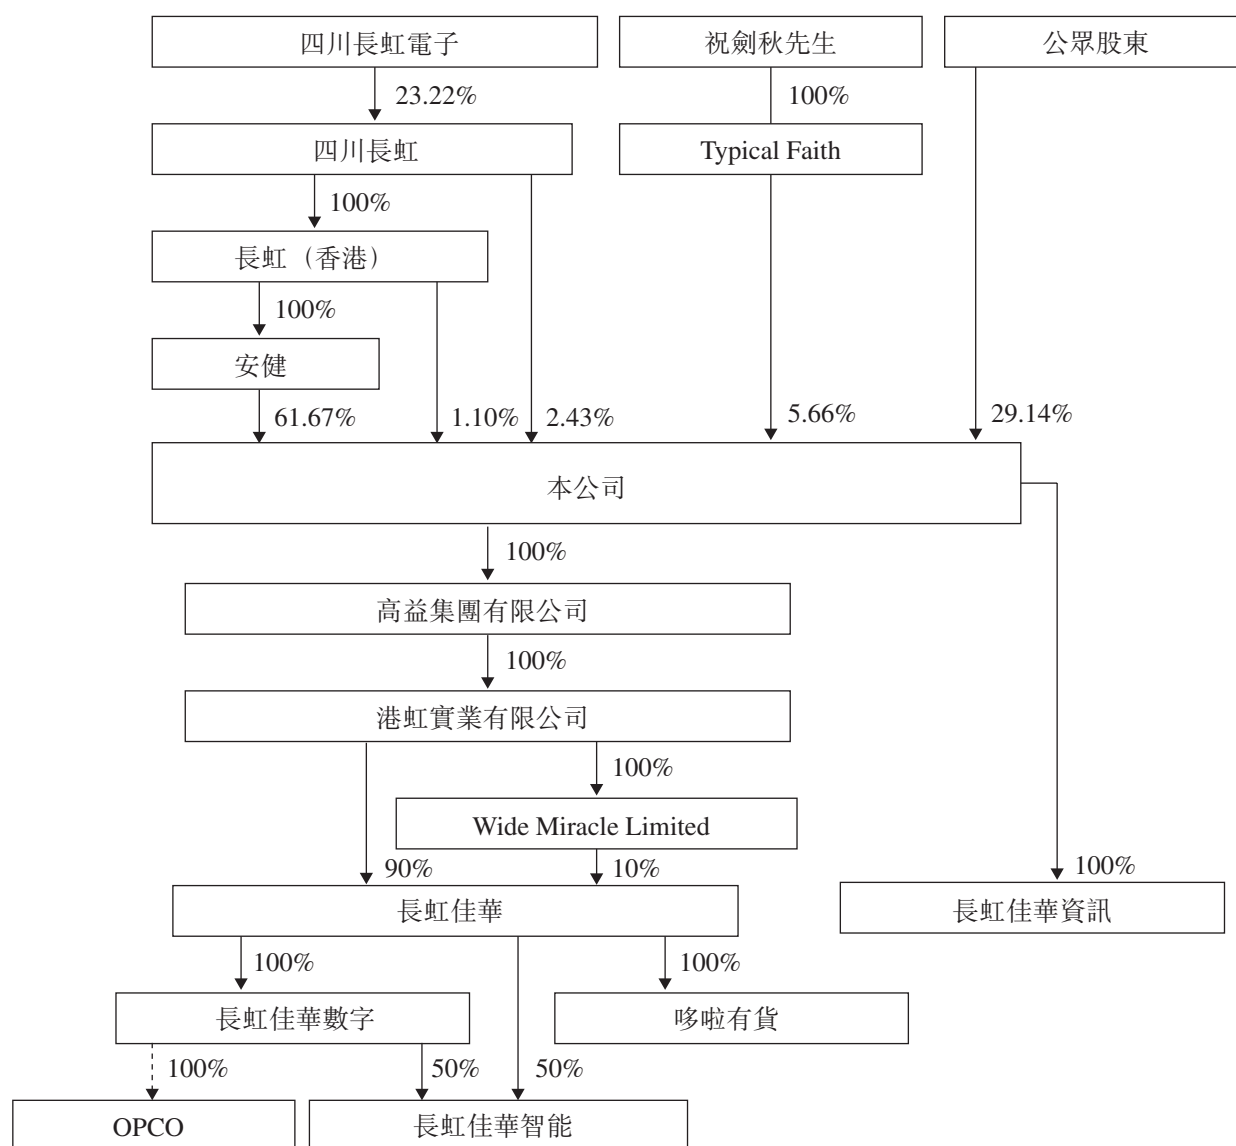 四川長虹電子
祝劍秋先生
公眾股東
23.22%
100%
四川長虹
Typical Faith
100%
長虹（香港）
100%
安健
61.67%
1.10%
2.43%
5.66%
29.14%
本公司
100%
高益集團有限公司
100%
港虹實業有限公司
100%
Wide Miracle Limited
90%
10%
100%
長虹佳華
長虹佳華資訊
100%
100%
長虹佳華數字
哆啦有貨
100%
50%
50%
OPCO
長虹佳華智能